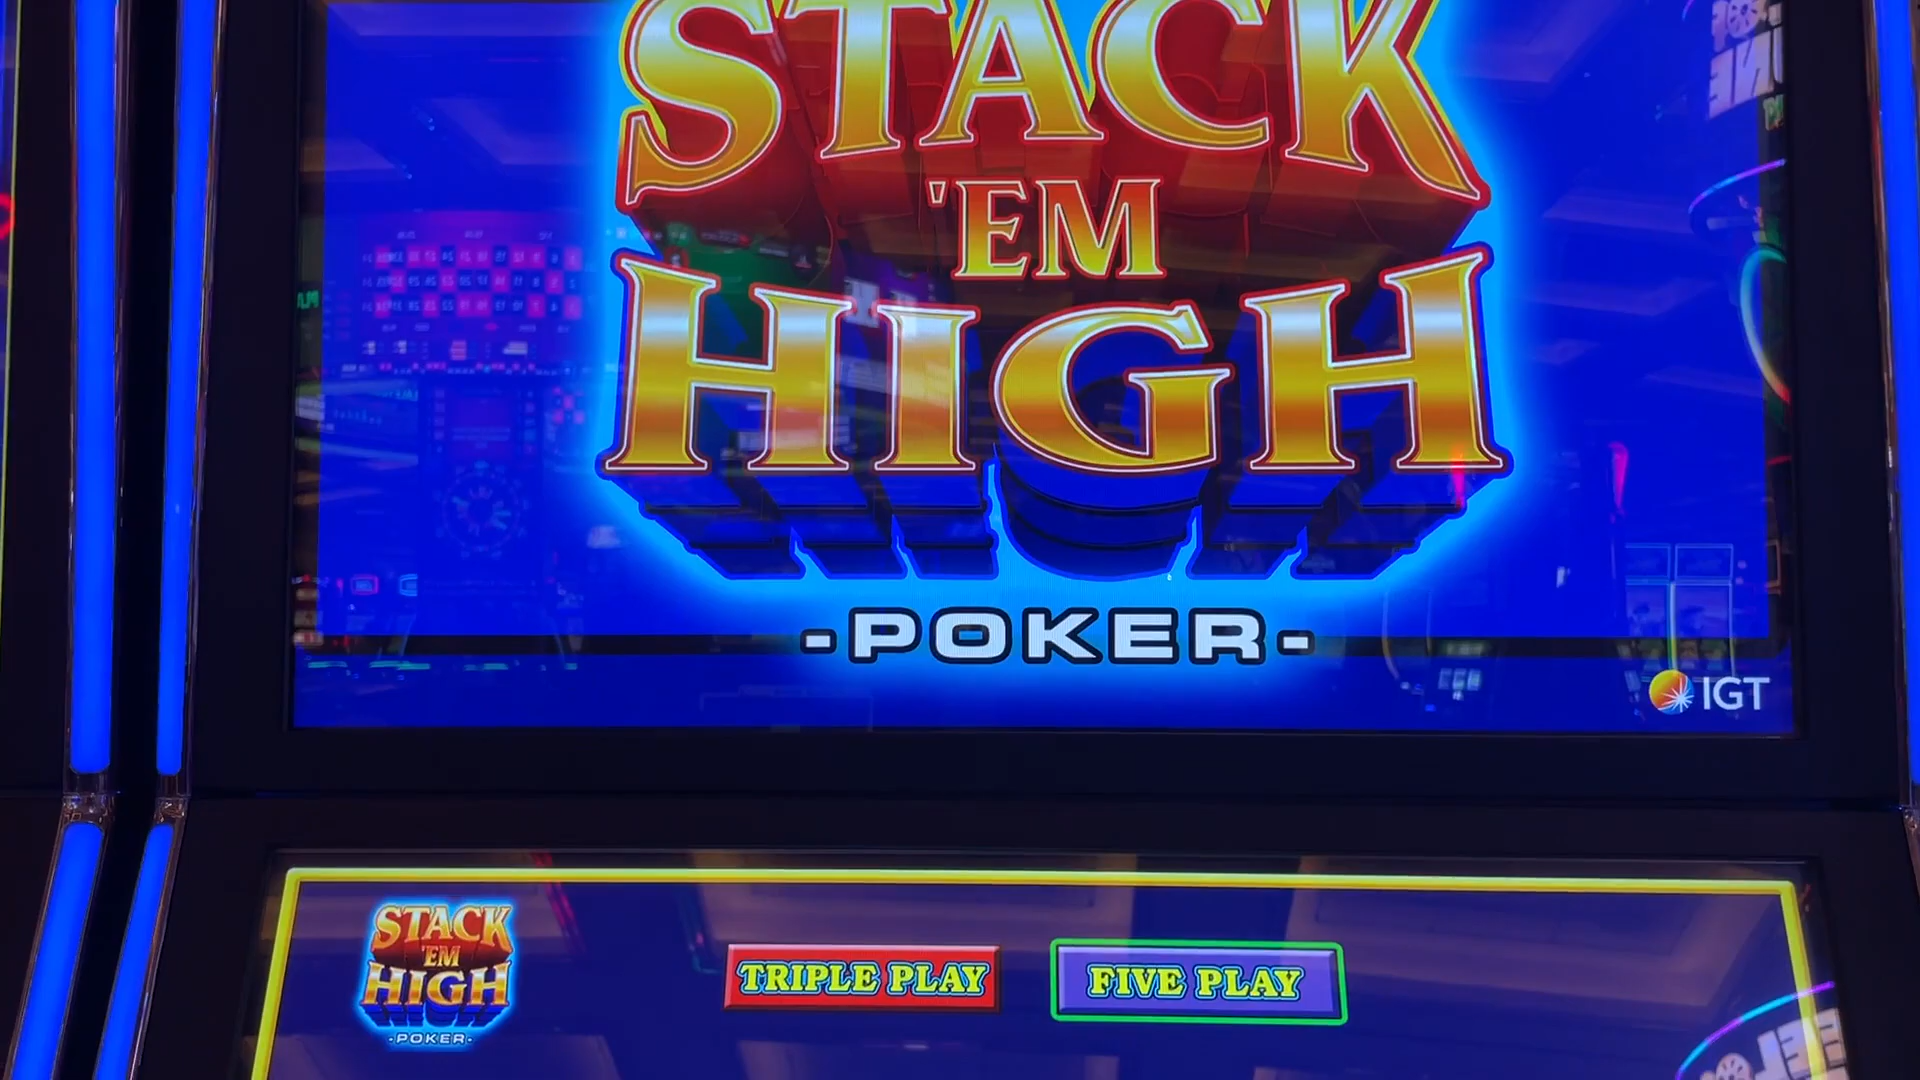 STACK
'EM
HIGH
-POKER-
IGT
STACK
'EM
HIGH
-POKER-
TRIPLE PLAY
FIVE PLAY